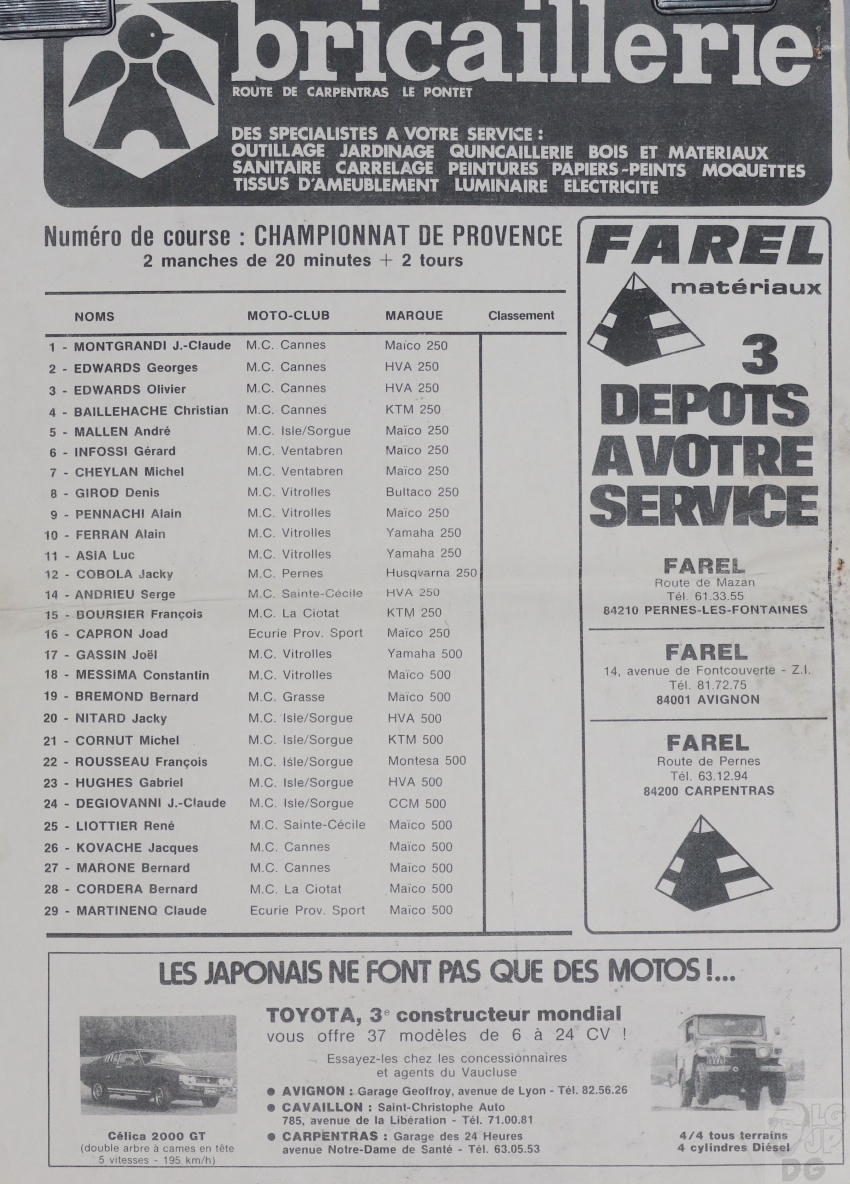 bricaillerie
ROUTE DE CARPENTRAS LE PONTET
DES SPECIALISTES A VOTRE SERVICE :
OUTILLAGE JARDINAGE QUINCAILLERIE BOIS ET MATERIAUX
SANITAIRE CARRELAGE PEINTURES PAPIERS-PEINTS MOQUETTES
TISSUS D'AMEUBLEMENT LUMINAIRE ELECTRICITE
Numéro de course : CHAMPIONNAT DE PROVENCE
2 manches de 20 minutes + 2 tours
NOMS MOTO-CLUB MARQUE Classement
1 - MONTGRANDI J.-Claude M.C. Cannes Maïco 250
2 - EDWARDS Georges M.C. Cannes HVA 250
3 - EDWARDS Olivier M.C. Cannes HVA 250
4 - BAILLEHACHE Christian M.C. Cannes KTM 250
5 - MALLEN André M.C. Isle/Sorgue Maïco 250
6 - INFOSSI Gérard M.C. Ventabren Maïco 250
7 - CHEYLAN Michel M.C. Ventabren Maïco 250
8 - GIROD Denis M.C. Vitrolles Bultaco 250
9 - PENNACHI Alain M.C. Vitrolles Maïco 250
10 - FERRAN Alain M.C. Vitrolles Yamaha 250
11 - ASIA Luc M.C. Vitrolles Yamaha 250
12 - COBOLA Jacky M.C. Pernes Husqvarna 250
14 - ANDRIEU Serge M.C. Sainte-Cécile HVA 250
15 - BOURSIER François M.C. La Ciotat KTM 250
16 - CAPRON Joad Ecurie Prov. Sport Maïco 250
17 - GASSIN Joël M.C. Vitrolles Yamaha 500
18 - MESSIMA Constantin M.C. Vitrolles Maïco 500
19 - BREMOND Bernard M.C. Grasse Maïco 500
20 - NITARD Jacky M.C. Isle/Sorgue HVA 500
21 - CORNUT Michel M.C. Isle/Sorgue KTM 500
22 - ROUSSEAU François M.C. Isle/Sorgue Montesa 500
23 - HUGHES Gabriel M.C. Isle/Sorgue HVA 500
24 - DEGIOVANNI J.-Claude M.C. Isle/Sorgue CCM 500
25 - LIOTTIER René M.C. Sainte-Cécile Maïco 500
26 - KOVACHE Jacques M.C. Cannes Maïco 500
27 - MARONE Bernard M.C. Cannes Maïco 500
28 - CORDERA Bernard M.C. La Ciotat Maïco 500
29 - MARTINENQ Claude Ecurie Prov. Sport Maïco 500
FAREL
matériaux
3
DEPOTS
A VOTRE
SERVICE
FAREL
Route de Mazan
Tél. 61.33.55
84210 PERNES-LES-FONTAINES
FAREL
14, avenue de Fontcouverte - Z.I.
Tél. 81.72.75
84001 AVIGNON
FAREL
Route de Pernes
Tél. 63.12.94
84200 CARPENTRAS
LES JAPONAIS NE FONT PAS QUE DES MOTOS !...
TOYOTA, 3e constructeur mondial
vous offre 37 modèles de 6 à 24 CV !
Essayez-les chez les concessionnaires
et agents du Vaucluse
● AVIGNON : Garage Geoffroy, avenue de Lyon - Tél. 82.56.26
● CAVAILLON : Saint-Christophe Auto
785, avenue de la Libération - Tél. 71.00.81
● CARPENTRAS : Garage des 24 Heures
avenue Notre-Dame de Santé - Tél. 63.05.53
Célica 2000 GT
(double arbre à cames en tête
5 vitesses - 195 km/h)
4/4 tous terrains
4 cylindres Diésel
LG
JP
DG